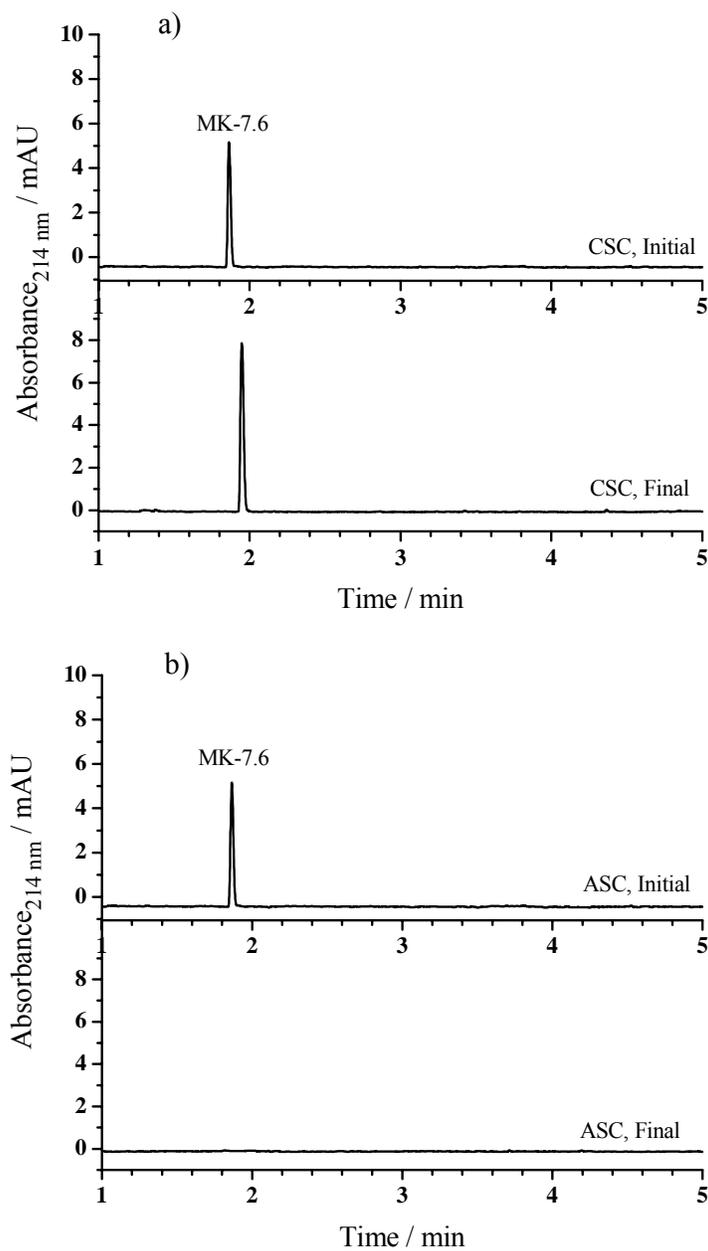 a)
10
8
6
4
2
0
MK-7.6
CSC, Initial
1 2 3 4 5
8
6
4
2
0
CSC, Final
1 2 3 4 5
Absorbance214 nm / mAU
Time / min
b)
10
8
6
4
2
0
MK-7.6
ASC, Initial
1 2 3 4 5
8
6
4
2
0
ASC, Final
1 2 3 4 5
Absorbance214 nm / mAU
Time / min